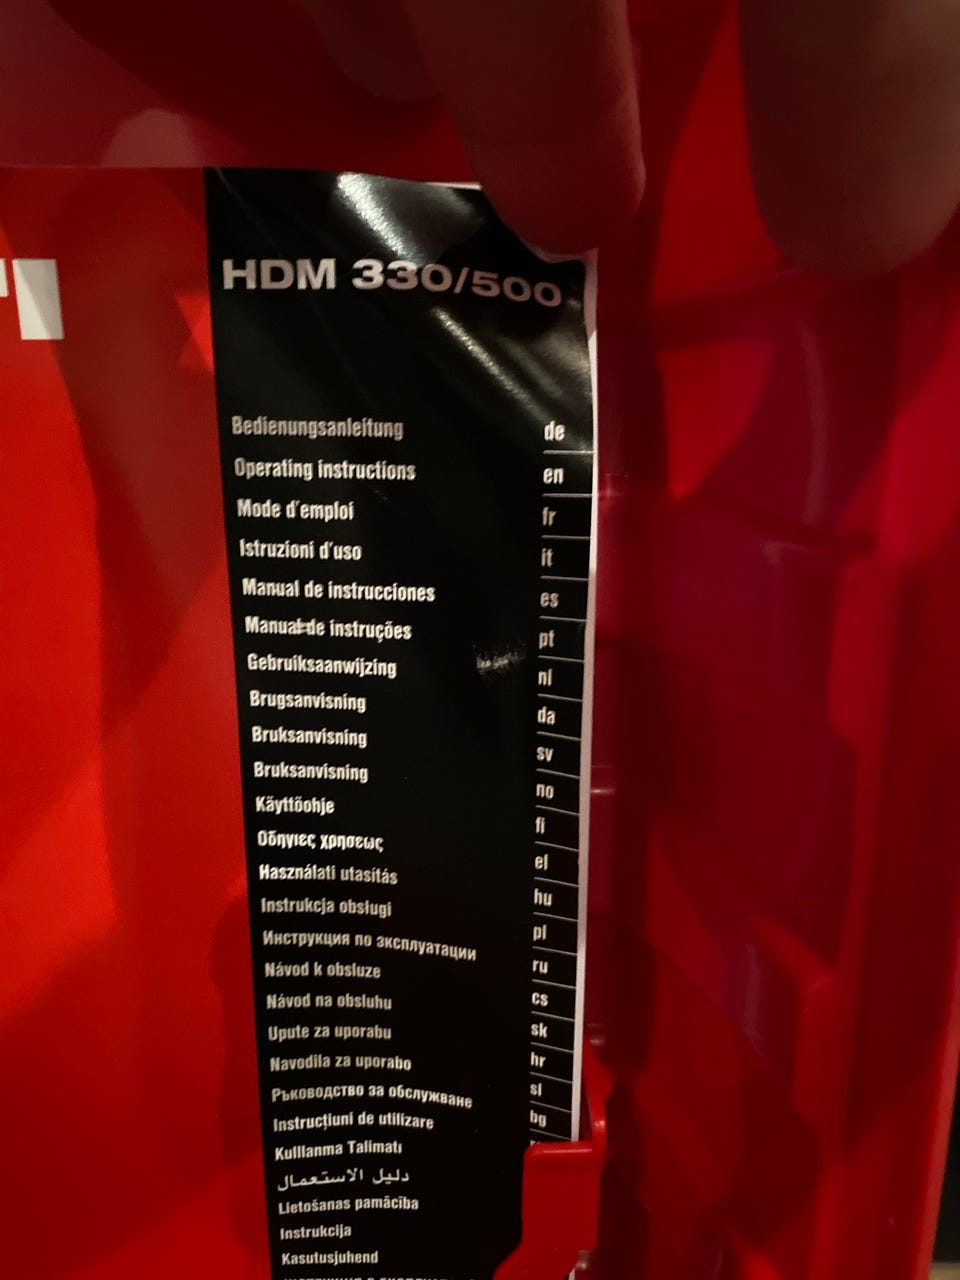 HDM 330/500
Bedienungsanleitung de
Operating instructions en
Mode d'emploi fr
Istruzioni d'uso it
Manual de instrucciones es
Manual de instruções pt
Gebruiksaanwijzing nl
Brugsanvisning da
Bruksanvisning sv
Bruksanvisning no
Käyttöohje fi
Οδηγιες χρησεως el
Használati utasítás hu
Instrukcja obsługi pl
Инструкция по зксплуатации ru
Návod k obsluze cs
Návod na obsluhu sk
Upute za uporabu hr
Navodila za uporabo sl
Ръководство за обслужване bg
Instrucţiuni de utilizare
Kulllanma Talimatı
دليل الاستعمال
Lietošanas pamācība
Instrukcija
Kasutusjuhend